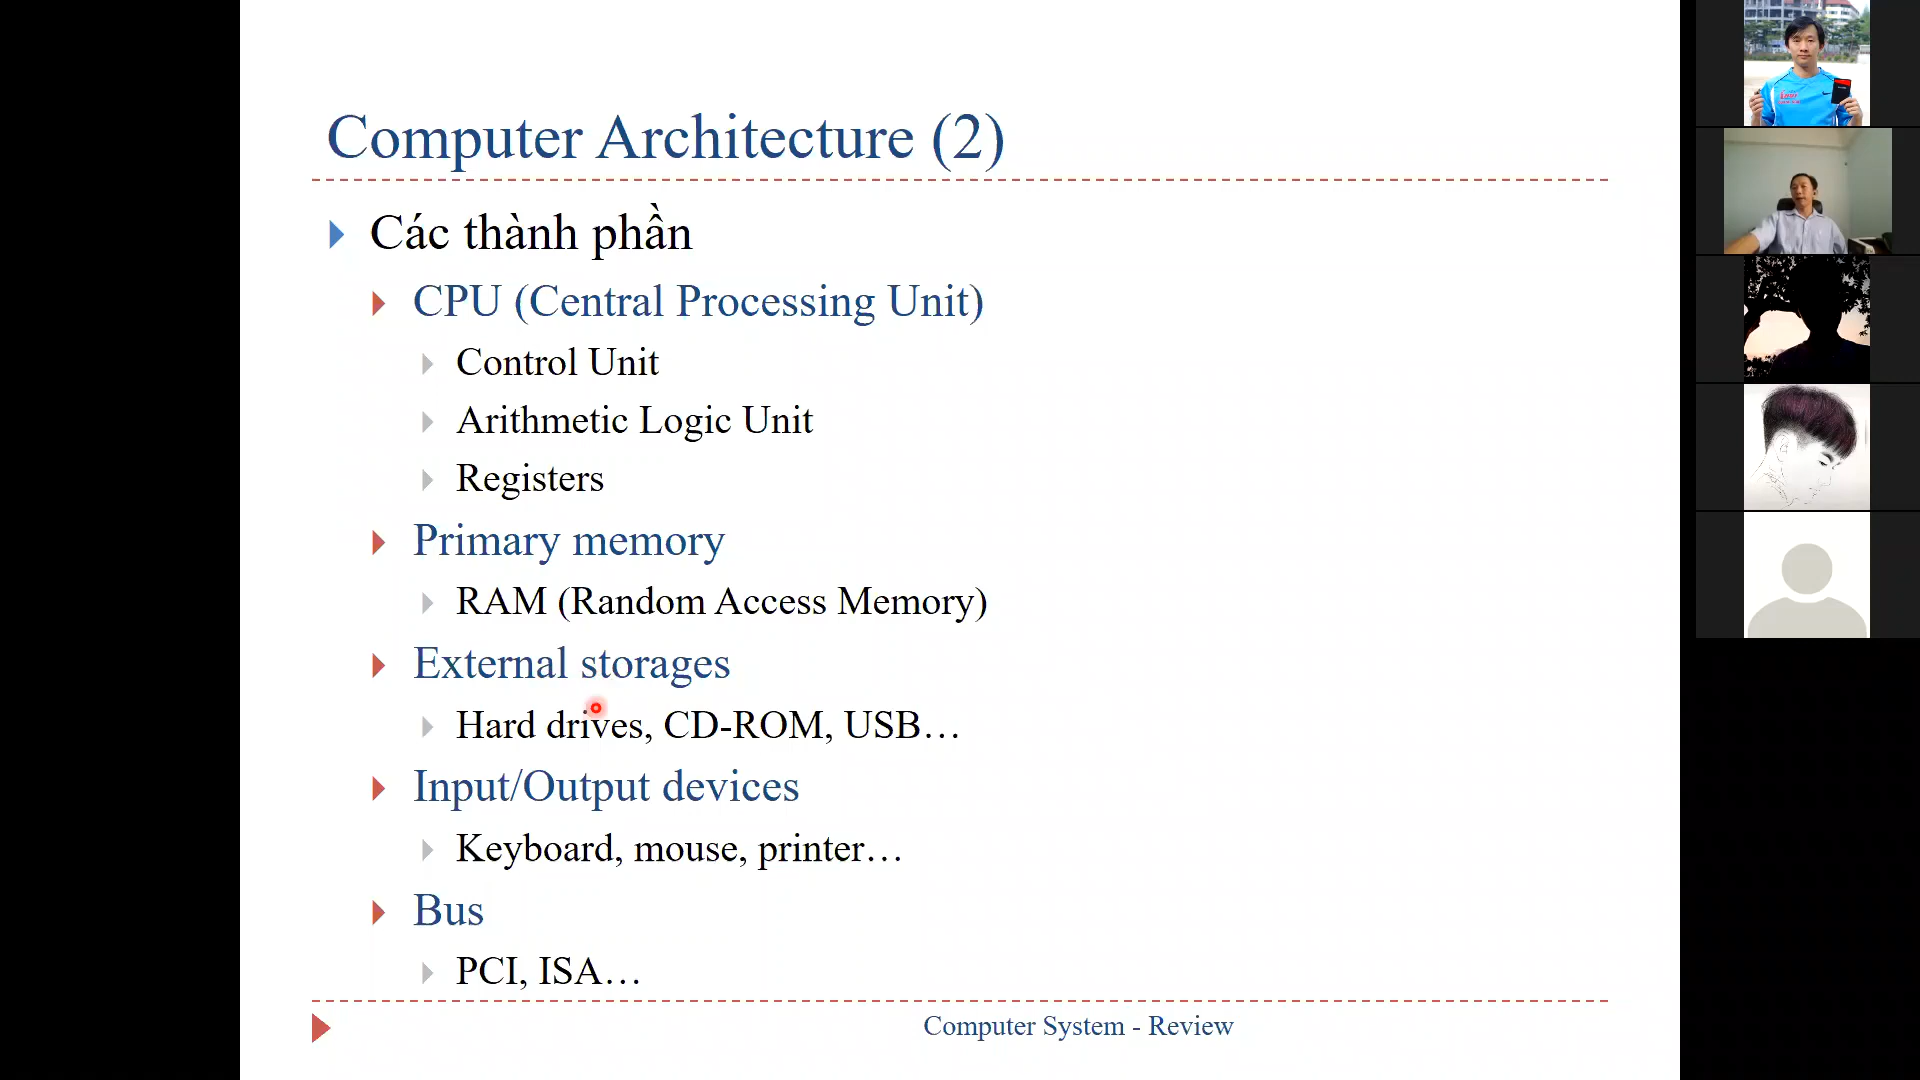 Computer Architecture (2)
Các thành phần
CPU (Central Processing Unit)
Control Unit
Arithmetic Logic Unit
Registers
Primary memory
RAM (Random Access Memory)
External storages
Hard drives, CD-ROM, USB…
Input/Output devices
Keyboard, mouse, printer…
Bus
PCI, ISA…
Computer System - Review